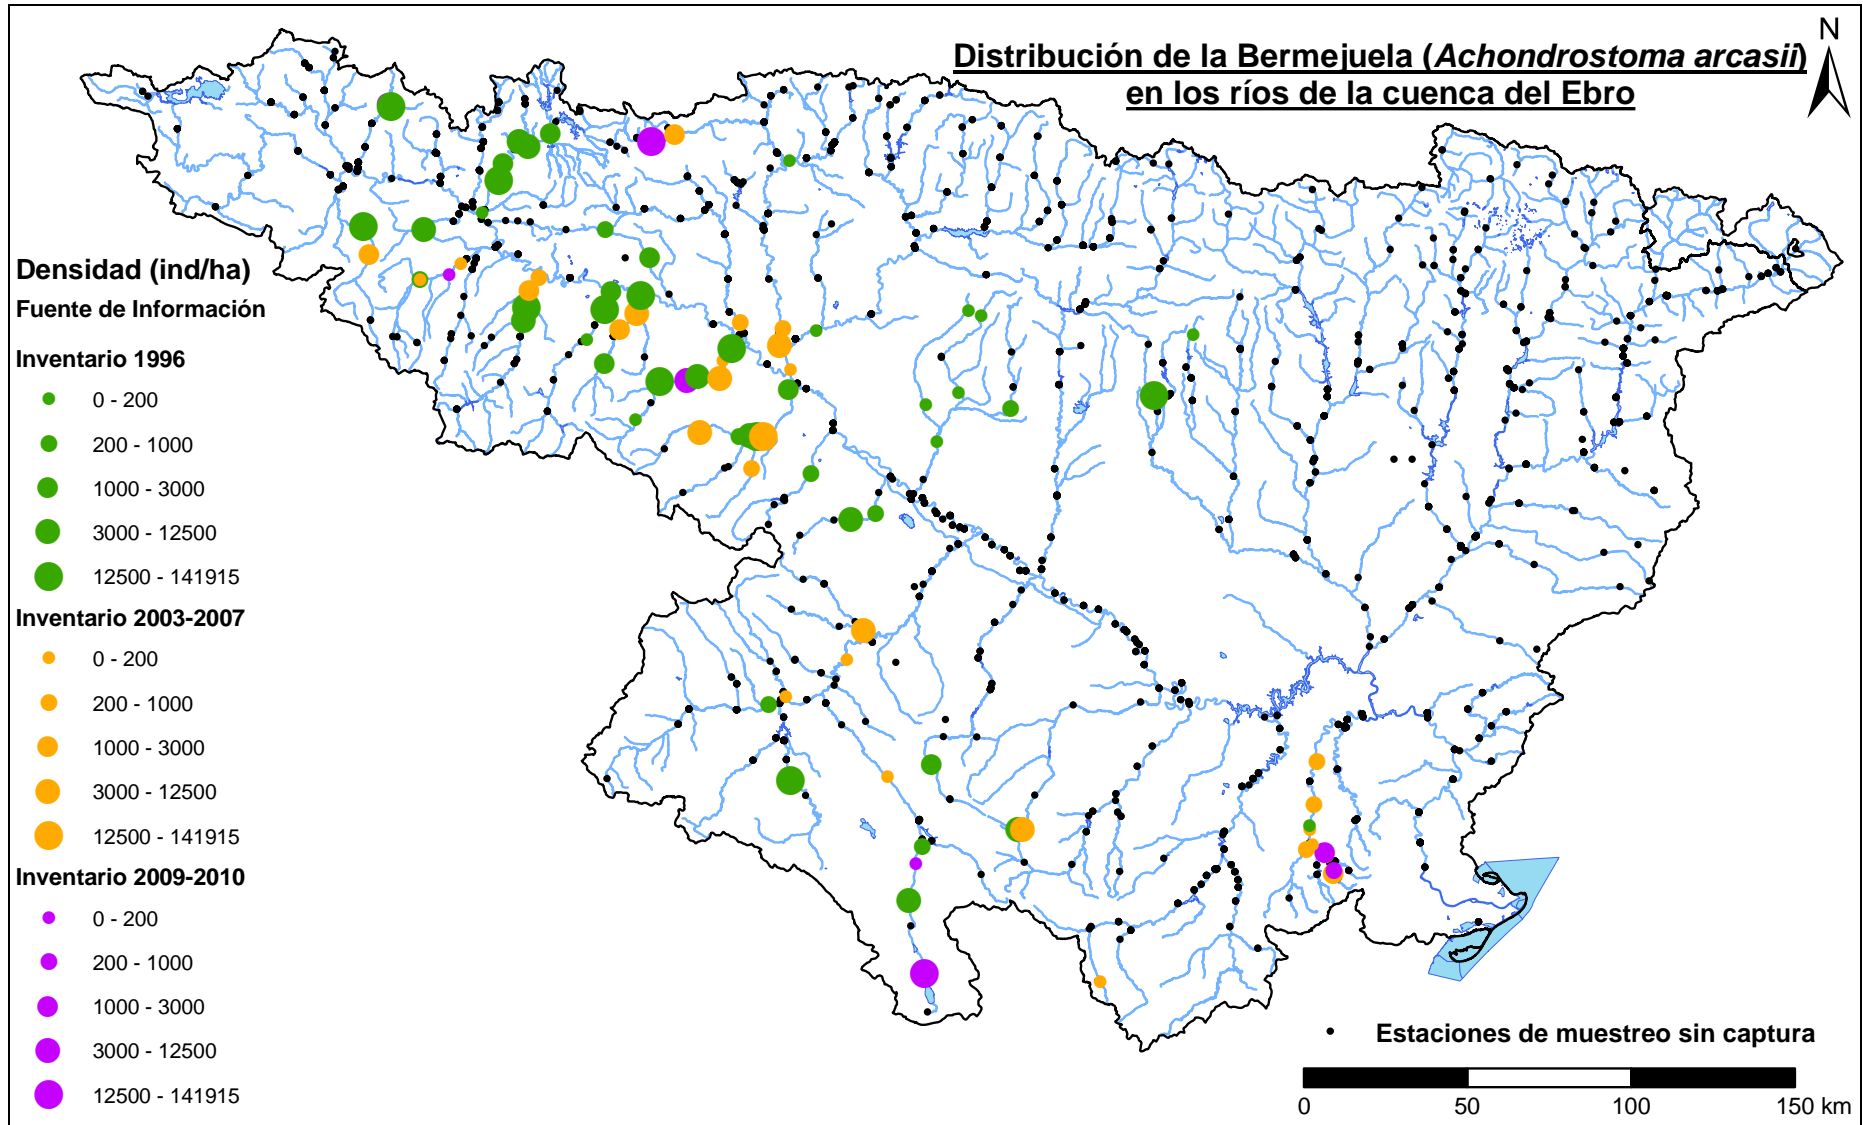 Distribución de la Bermejuela (Achondrostoma arcasii)
en los ríos de la cuenca del Ebro
N
Densidad (ind/ha)
Fuente de Información
Inventario 1996
0 - 200
200 - 1000
1000 - 3000
3000 - 12500
12500 - 141915
Inventario 2003-2007
0 - 200
200 - 1000
1000 - 3000
3000 - 12500
12500 - 141915
Inventario 2009-2010
0 - 200
200 - 1000
1000 - 3000
3000 - 12500
12500 - 141915
Estaciones de muestreo sin captura
0 50 100 150 km